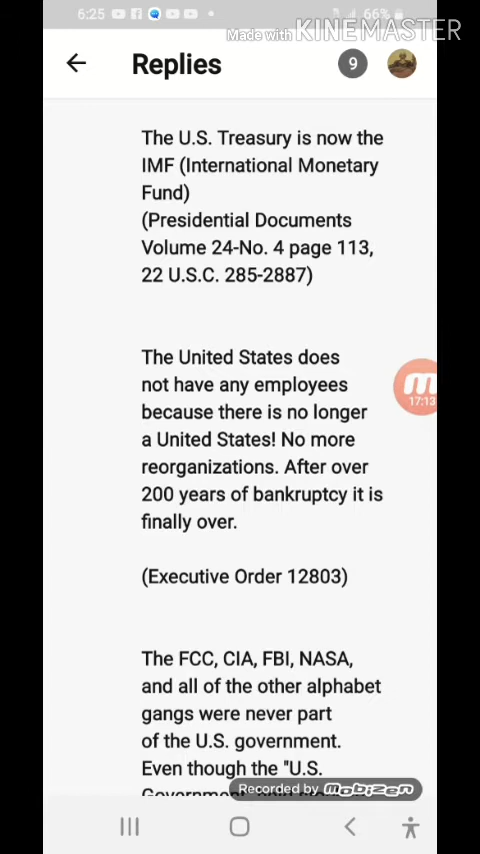 6:25
66%
Made with KINEMASTER
Replies
9
The U.S. Treasury is now the
IMF (International Monetary
Fund)
(Presidential Documents
Volume 24-No. 4 page 113,
22 U.S.C. 285-2887)
The United States does
not have any employees
because there is no longer
a United States! No more
reorganizations. After over
200 years of bankruptcy it is
finally over.
(Executive Order 12803)
17:13
The FCC, CIA, FBI, NASA,
and all of the other alphabet
gangs were never part
of the U.S. government.
Even though the "U.S.
Recorded by Mobizen